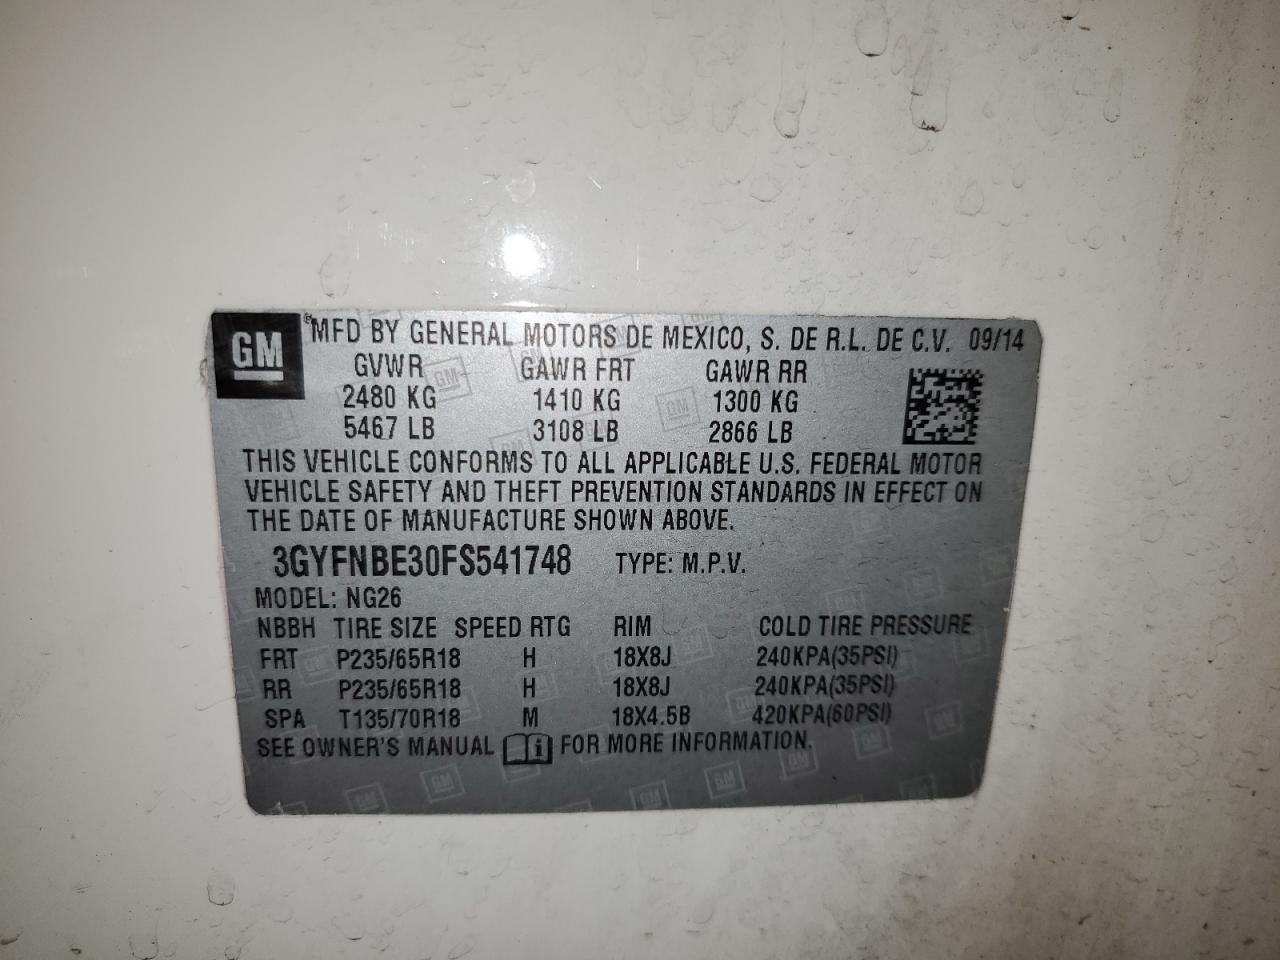 GM ® MFD BY GENERAL MOTORS DE MEXICO, S. DE R.L. DE C.V. 09/14
GVWR GAWR FRT GAWR RR
2480 KG 1410 KG 1300 KG
5467 LB 3108 LB 2866 LB
THIS VEHICLE CONFORMS TO ALL APPLICABLE U.S. FEDERAL MOTOR
VEHICLE SAFETY AND THEFT PREVENTION STANDARDS IN EFFECT ON
THE DATE OF MANUFACTURE SHOWN ABOVE.
3GYFNBE30FS541748 TYPE: M.P.V.
MODEL: NG26
NBBH TIRE SIZE SPEED RTG RIM COLD TIRE PRESSURE
FRT P235/65R18 H 18X8J 240KPA(35PSI)
RR P235/65R18 H 18X8J 240KPA(35PSI)
SPA T135/70R18 M 18X4.5B 420KPA(60PSI)
SEE OWNER'S MANUAL i FOR MORE INFORMATION.